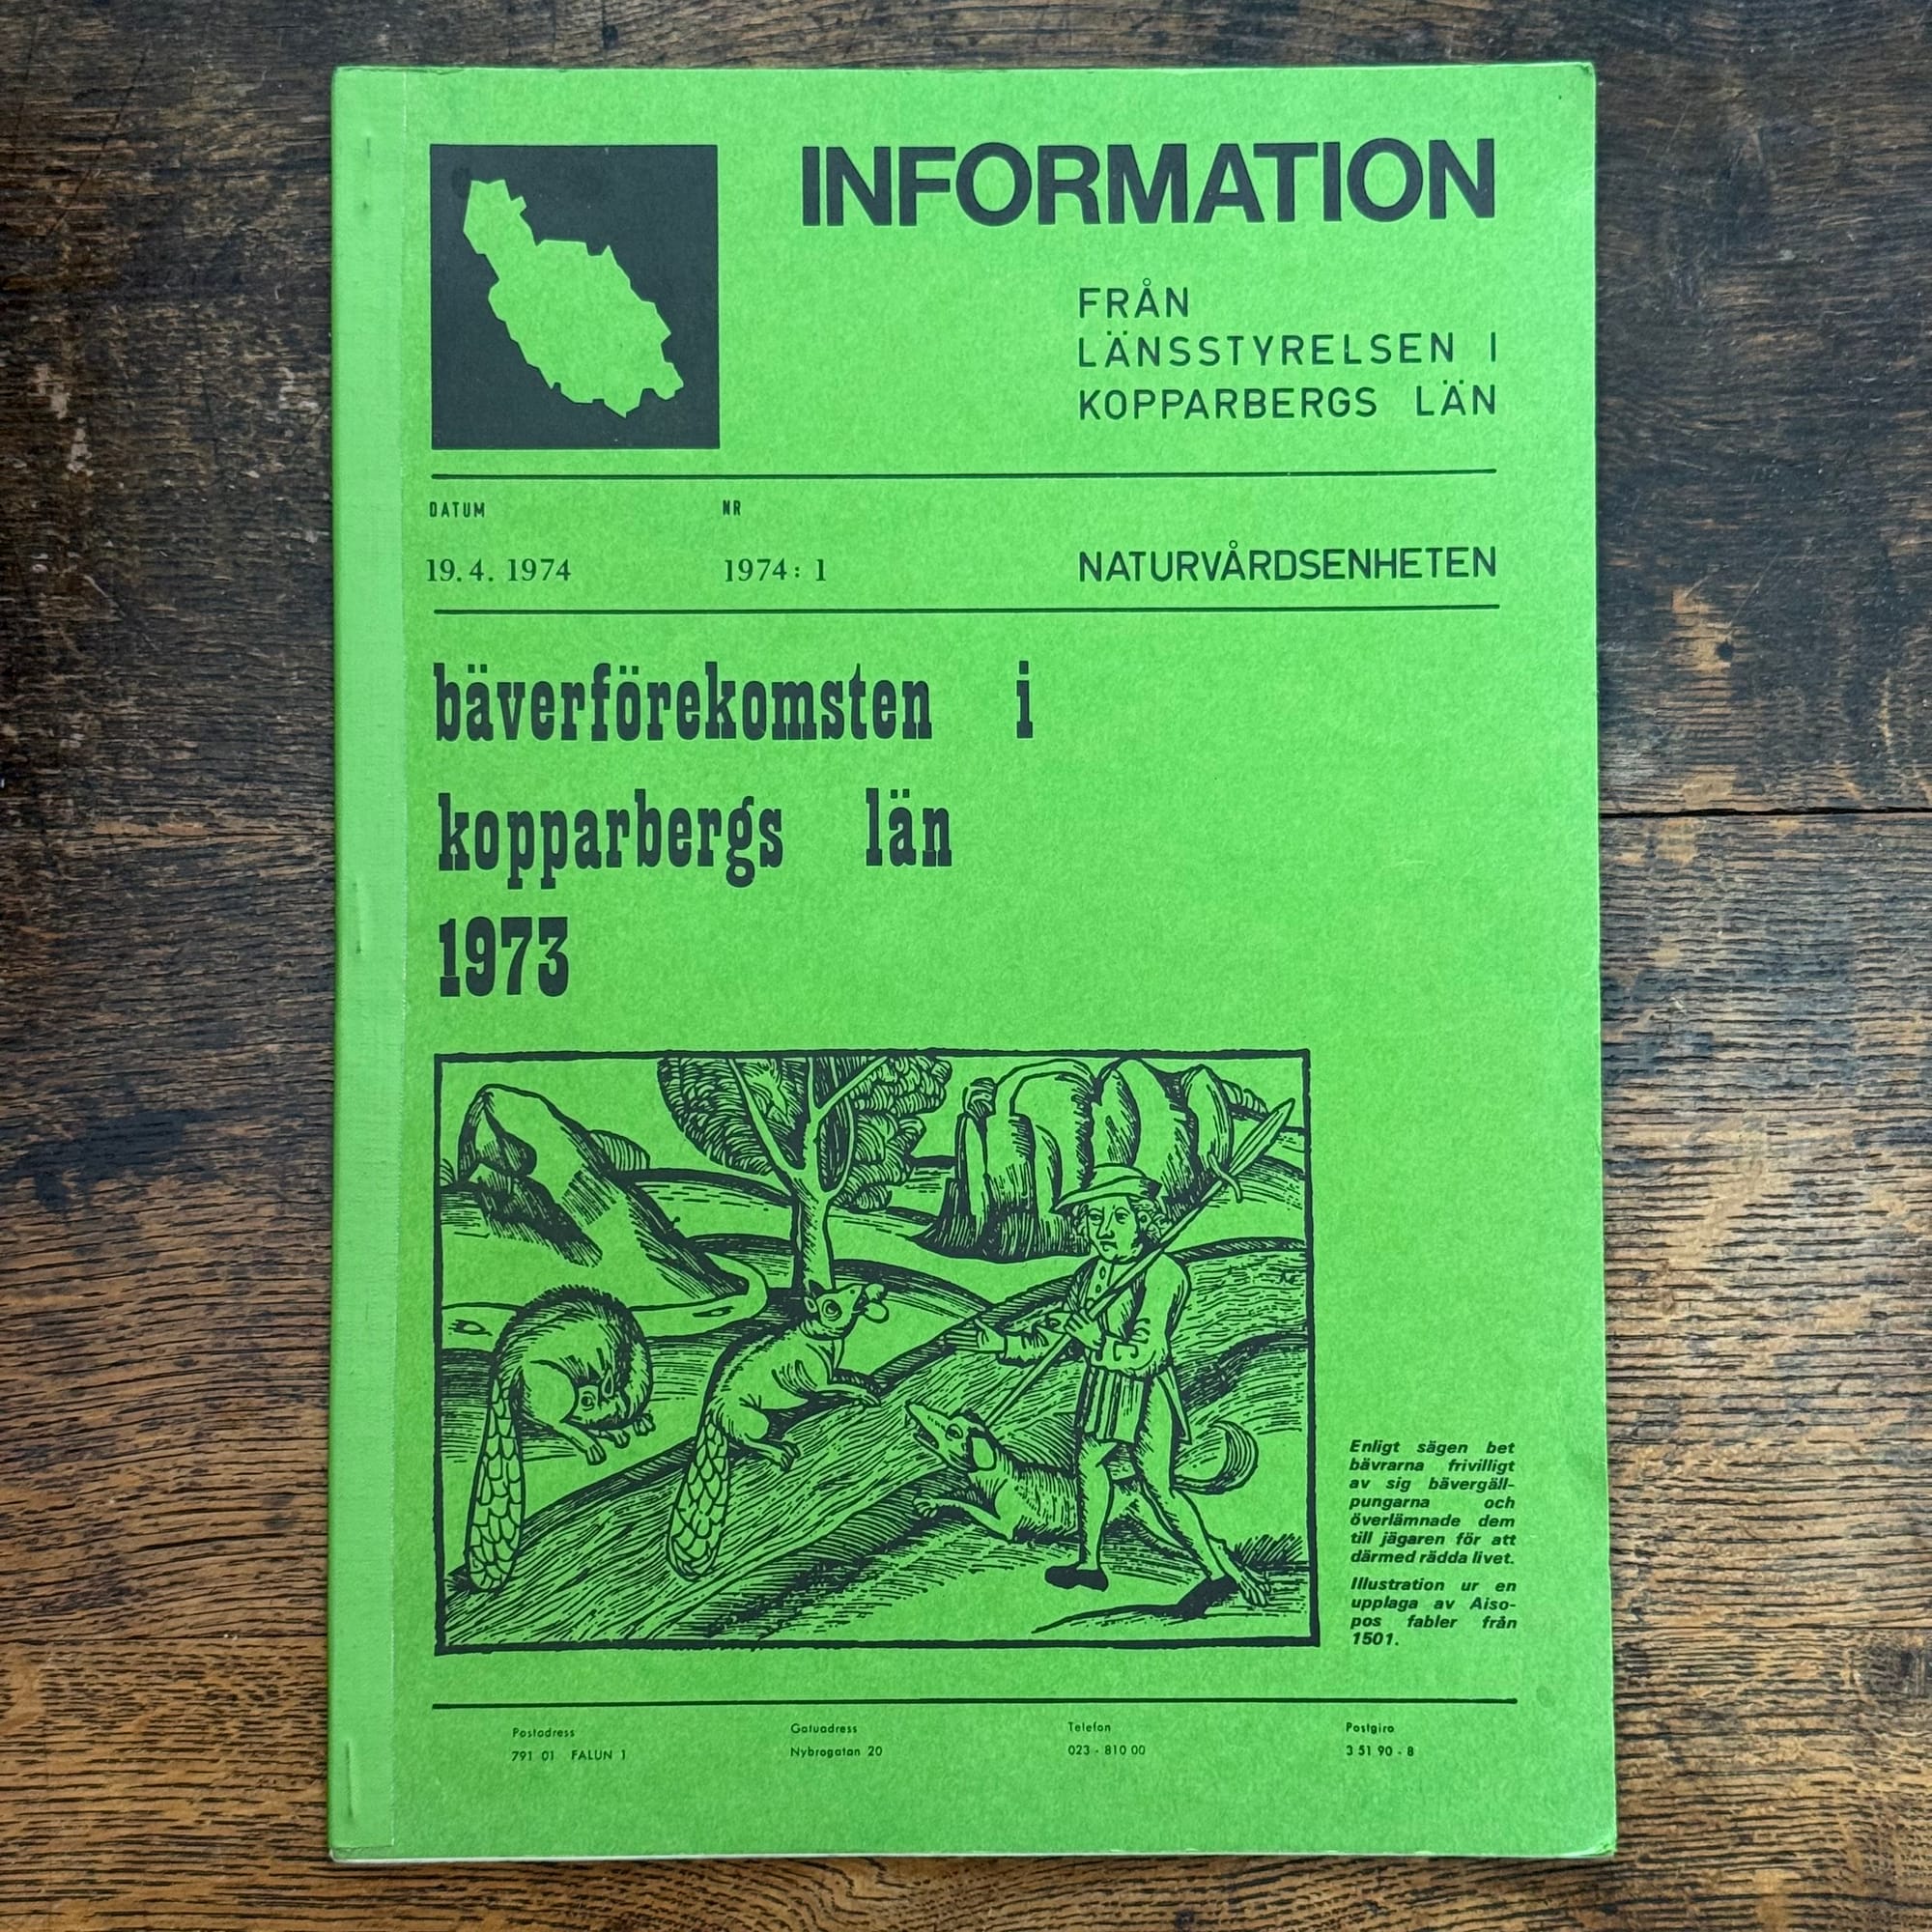 INFORMATION
FRÅN
LÄNSSTYRELSEN I
KOPPARBERGS LÄN
DATUM NR
19.4. 1974 1974: 1 NATURVÅRDSENHETEN
bäverförekomsten i
kopparbergs län
1973
Enligt sägen bet
bävrarna frivilligt
av sig bävergäll-
pungarna och
överlämnade dem
till jägaren för att
därmed rädda livet.
Illustration ur en
upplaga av Aiso-
pos fabler från
1501.
Postadress Gatuadress Telefon Postgiro
791 01 FALUN 1 Nybrogatan 20 023 - 810 00 3 51 90 - 8